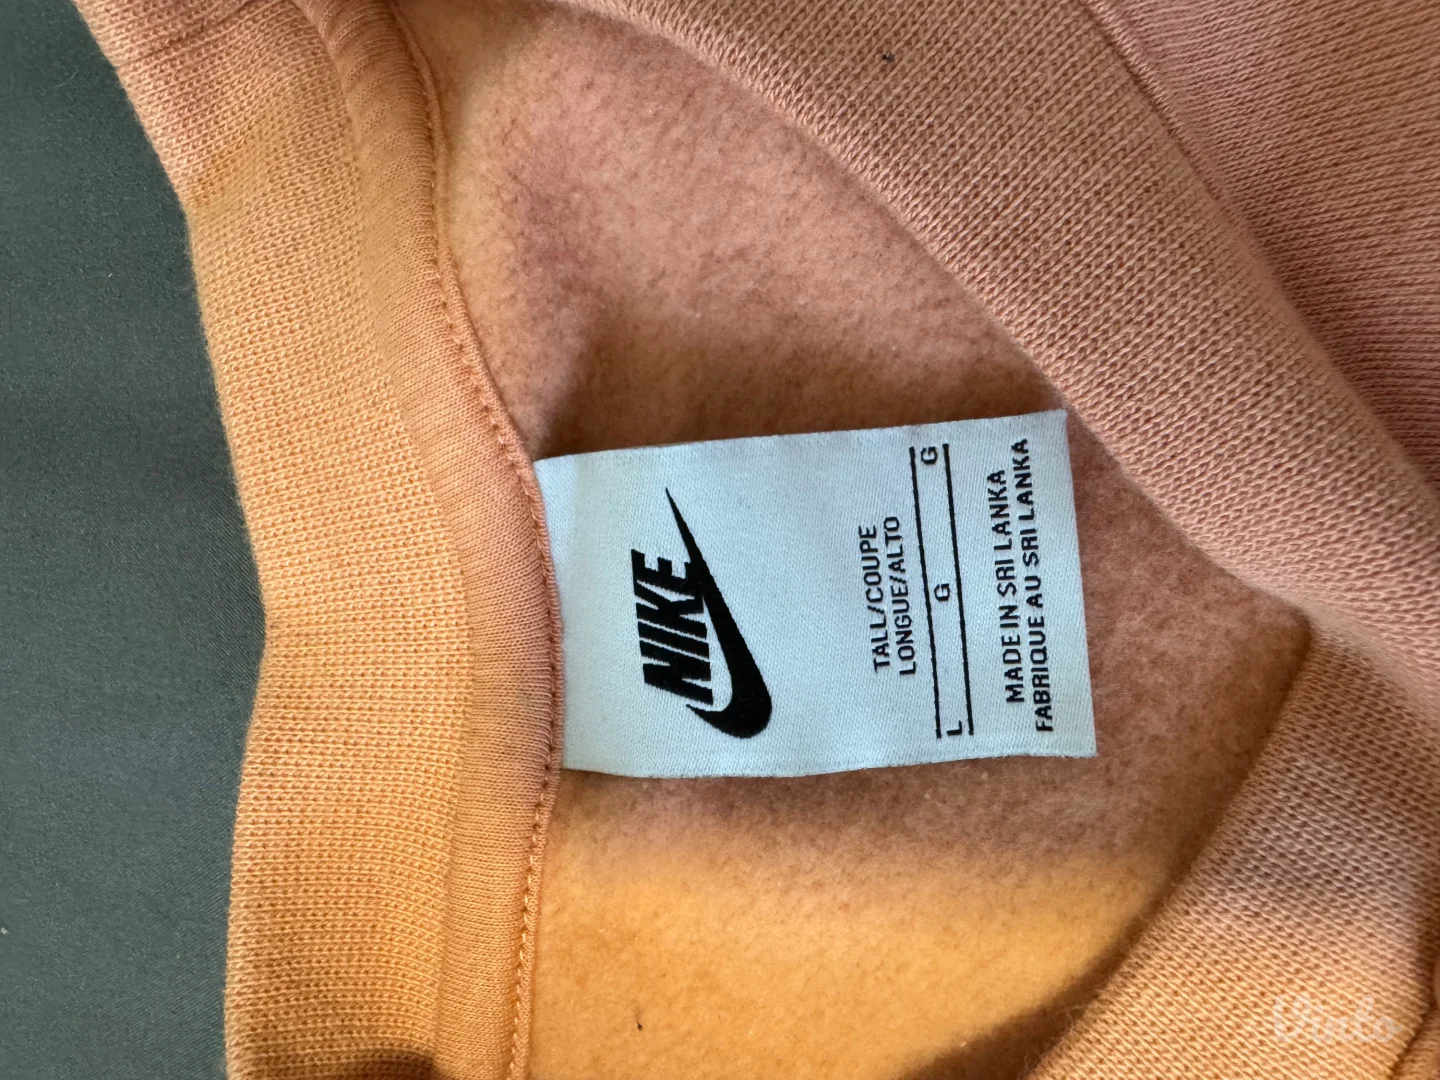 NIKE
TALL/COUPE
LONGUE/ALTO
L G G
MADE IN SRI LANKA
FABRIQUE AU SRI LANKA